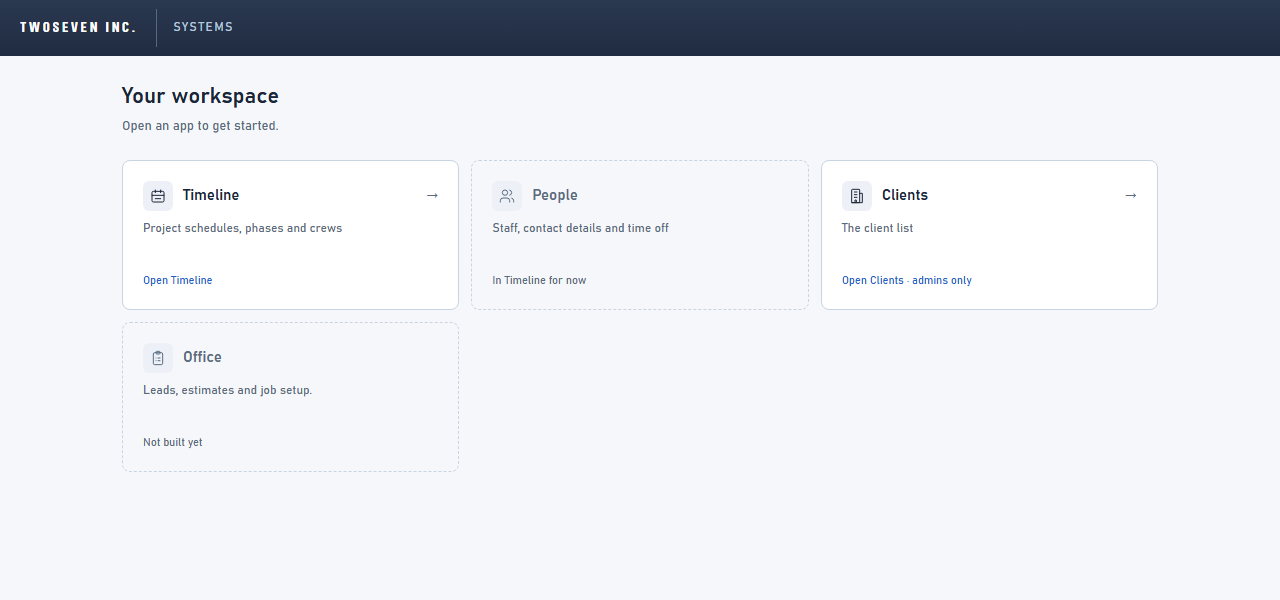 TWOSEVEN INC.
SYSTEMS
Your workspace
Open an app to get started.
Timeline →
Project schedules, phases and crews
Open Timeline
People
Staff, contact details and time off
In Timeline for now
Clients →
The client list
Open Clients · admins only
Office
Leads, estimates and job setup.
Not built yet